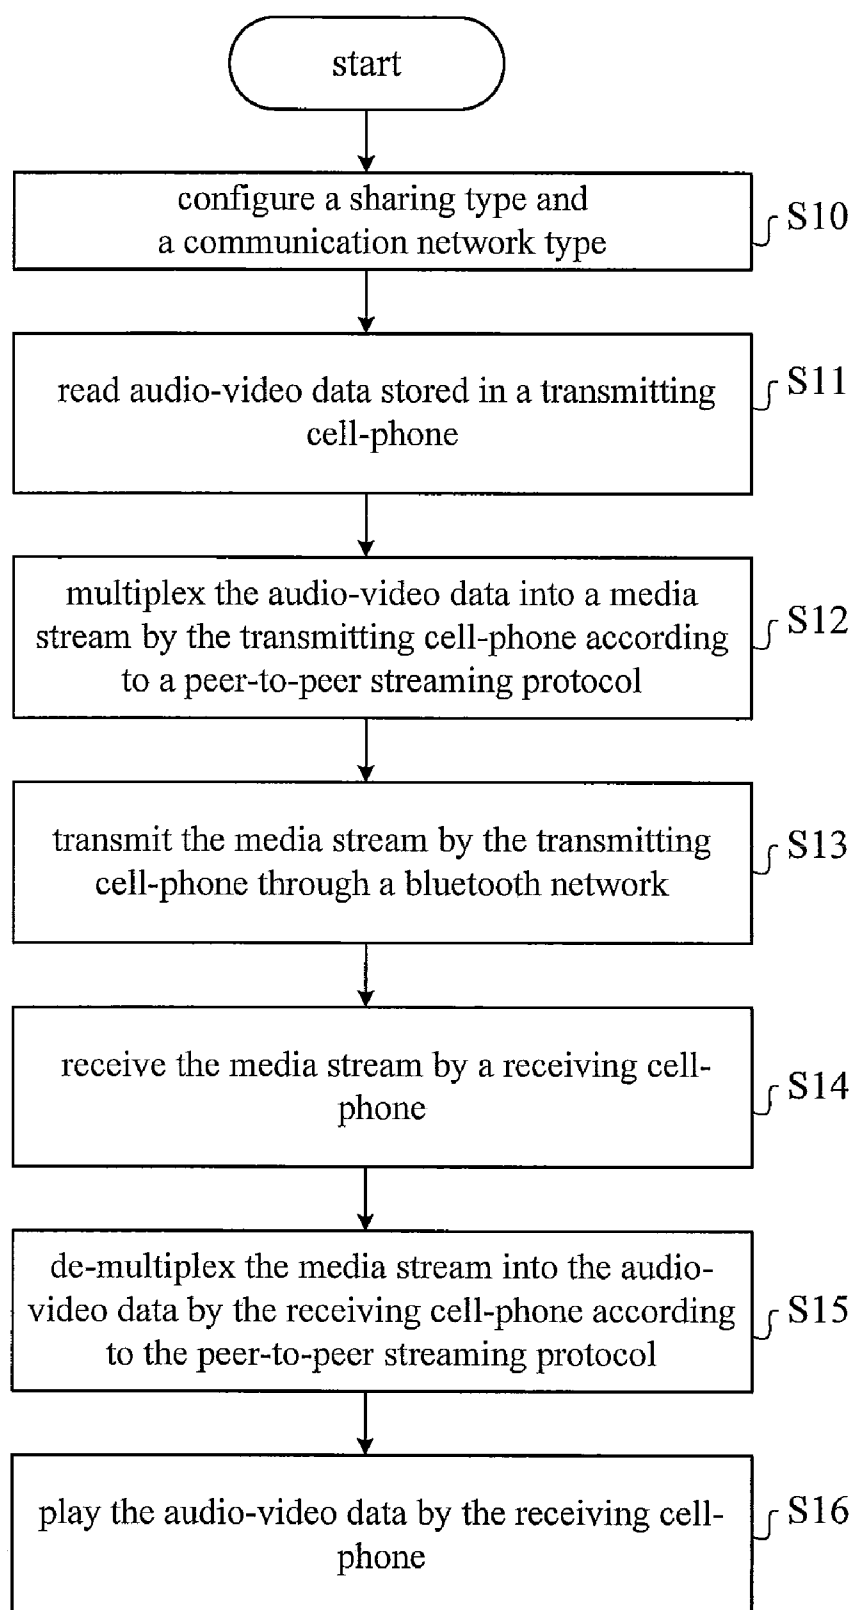 start
configure a sharing type and
a communication network type
S10
read audio-video data stored in a transmitting
cell-phone
S11
multiplex the audio-video data into a media
stream by the transmitting cell-phone according
to a peer-to-peer streaming protocol
S12
transmit the media stream by the transmitting
cell-phone through a bluetooth network
S13
receive the media stream by a receiving cell-
phone
S14
de-multiplex the media stream into the audio-
video data by the receiving cell-phone according
to the peer-to-peer streaming protocol
S15
play the audio-video data by the receiving cell-
phone
S16